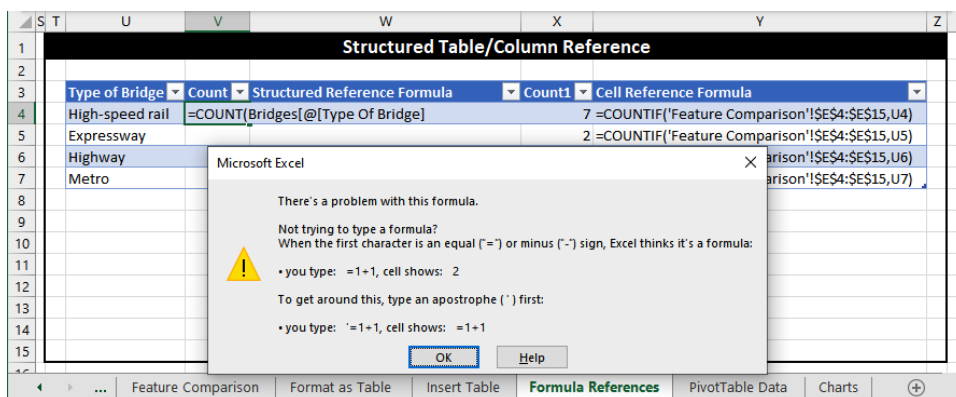 S T U V W X Y Z
1 Structured Table/Column Reference
2
3 Type of Bridge Count Structured Reference Formula Count1 Cell Reference Formula
4 High-speed rail =COUNT(Bridges[@[Type Of Bridge] 7 =COUNTIF('Feature Comparison'!$E$4:$E$15,U4)
5 Expressway 2 =COUNTIF('Feature Comparison'!$E$4:$E$15,U5)
6 Highway arison'!$E$4:$E$15,U6)
7 Metro arison'!$E$4:$E$15,U7)
8
9
10
11
12
13
14
15
Microsoft Excel
There's a problem with this formula.
Not trying to type a formula?
When the first character is an equal ("=") or minus ("-") sign, Excel thinks it's a formula:
• you type: =1+1, cell shows: 2
To get around this, type an apostrophe ( ' ) first:
• you type: '=1+1, cell shows: =1+1
OK Help
... Feature Comparison Format as Table Insert Table Formula References PivotTable Data Charts